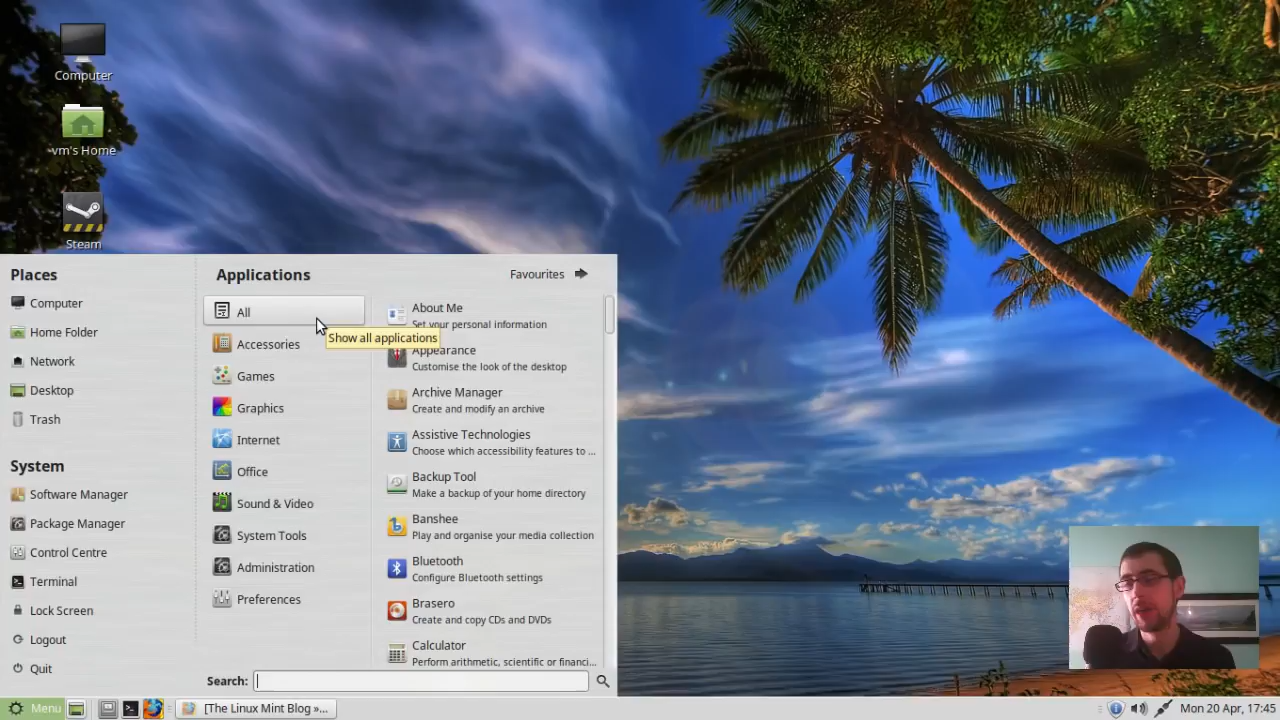 Computer
vm's Home
Steam
Places
Computer
Home Folder
Network
Desktop
Trash
System
Software Manager
Package Manager
Control Centre
Terminal
Lock Screen
Logout
Quit
Applications
Favourites
All
Accessories
Games
Graphics
Internet
Office
Sound & Video
System Tools
Administration
Preferences
Show all applications
About Me
Set your personal information
Appearance
Customise the look of the desktop
Archive Manager
Create and modify an archive
Assistive Technologies
Choose which accessibility features to ...
Backup Tool
Make a backup of your home directory
Banshee
Play and organise your media collection
Bluetooth
Configure Bluetooth settings
Brasero
Create and copy CDs and DVDs
Calculator
Perform arithmetic, scientific or financi...
Search:
Menu
[The Linux Mint Blog »...
Mon 20 Apr, 17:45